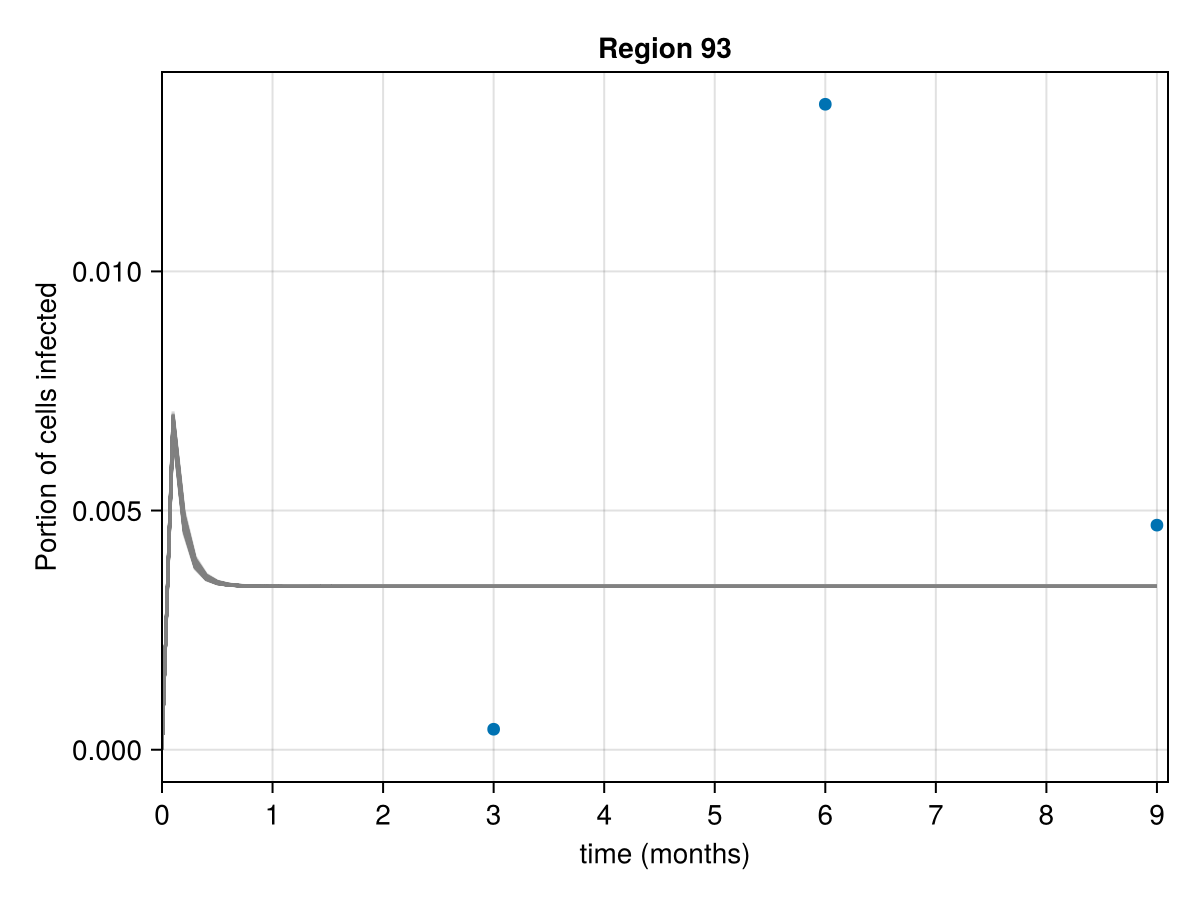 Region 93
Portion of cells infected
0.010
0.005
0.000
0 1 2 3 4 5 6 7 8 9
time (months)